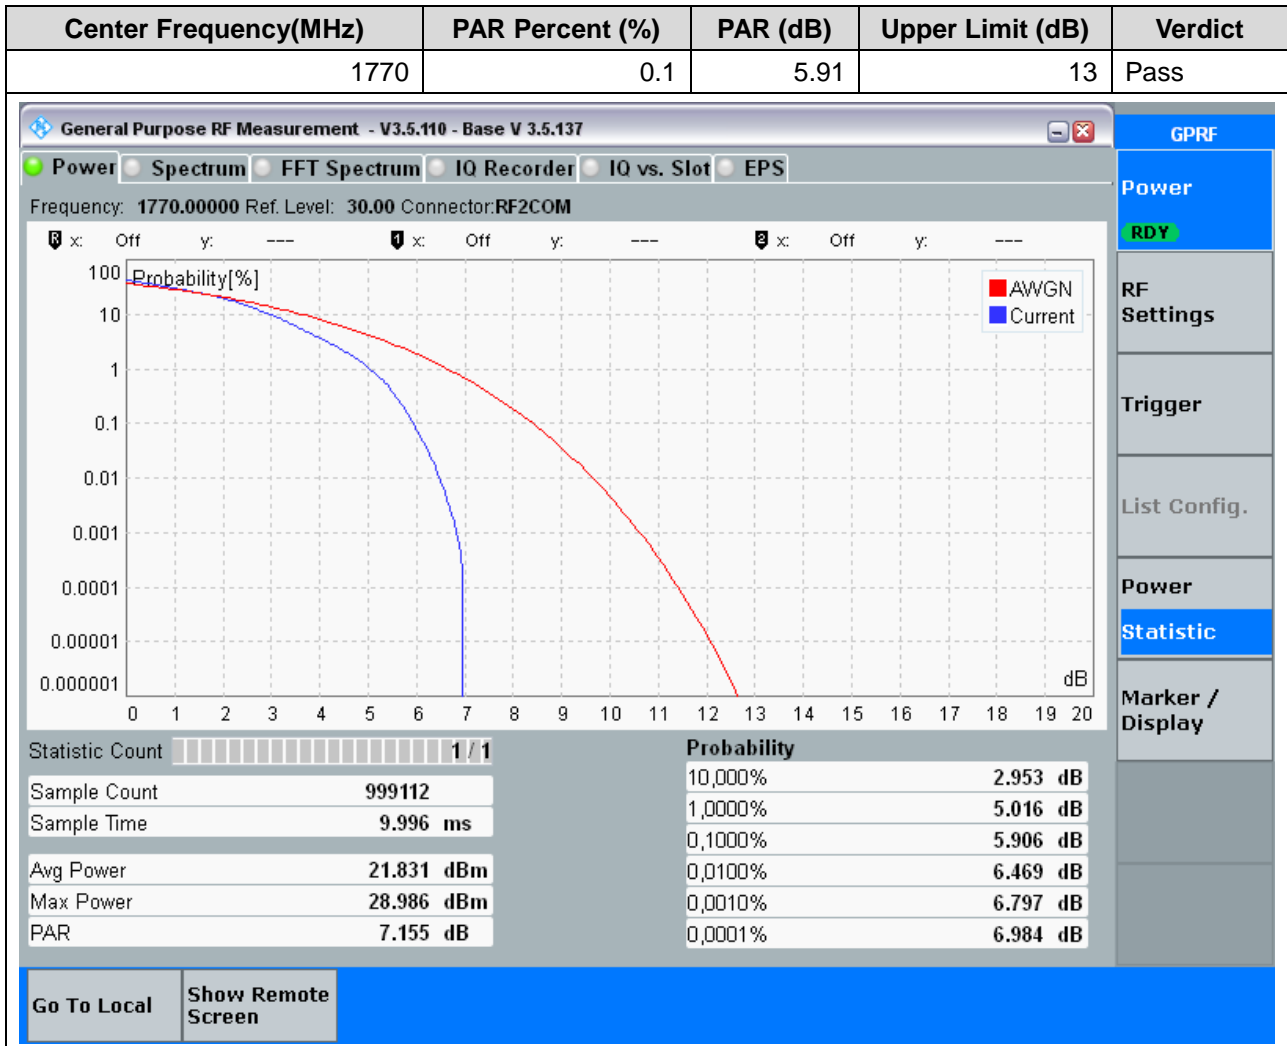 Center Frequency(MHz) PAR Percent (%) PAR (dB) Upper Limit (dB) Verdict
1770 0.1 5.91 13 Pass
General Purpose RF Measurement - V3.5.110 - Base V 3.5.137
GPRF
Power Spectrum FFT Spectrum IQ Recorder IQ vs. Slot EPS
Power
RDY
Frequency: 1770.00000 Ref. Level: 30.00 Connector:RF2COM
R x: Off y: --- 1 x: Off y: --- 2 x: Off y: ---
Probability[%]
AWGN
Current
100
10
1
0.1
0.01
0.001
0.0001
0.00001
0.000001
dB
0 1 2 3 4 5 6 7 8 9 10 11 12 13 14 15 16 17 18 19 20
RF
Settings
Trigger
List Config.
Power
Statistic
Marker /
Display
Statistic Count 1 / 1
Sample Count 999112
Sample Time 9.996 ms
Avg Power 21.831 dBm
Max Power 28.986 dBm
PAR 7.155 dB
Probability
10,000% 2.953 dB
1,0000% 5.016 dB
0,1000% 5.906 dB
0,0100% 6.469 dB
0,0010% 6.797 dB
0,0001% 6.984 dB
Go To Local
Show Remote
Screen